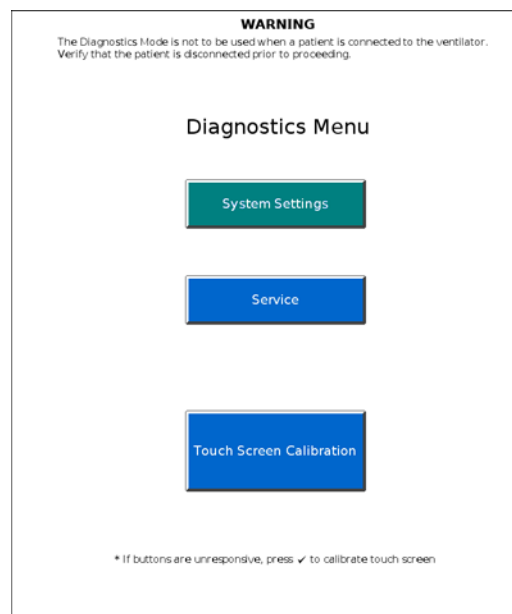 WARNING
The Diagnostics Mode is not to be used when a patient is connected to the ventilator.
Verify that the patient is disconnected prior to proceeding.
Diagnostics Menu
System Settings
Service
Touch Screen Calibration
* If buttons are unresponsive, press ✓ to calibrate touch screen